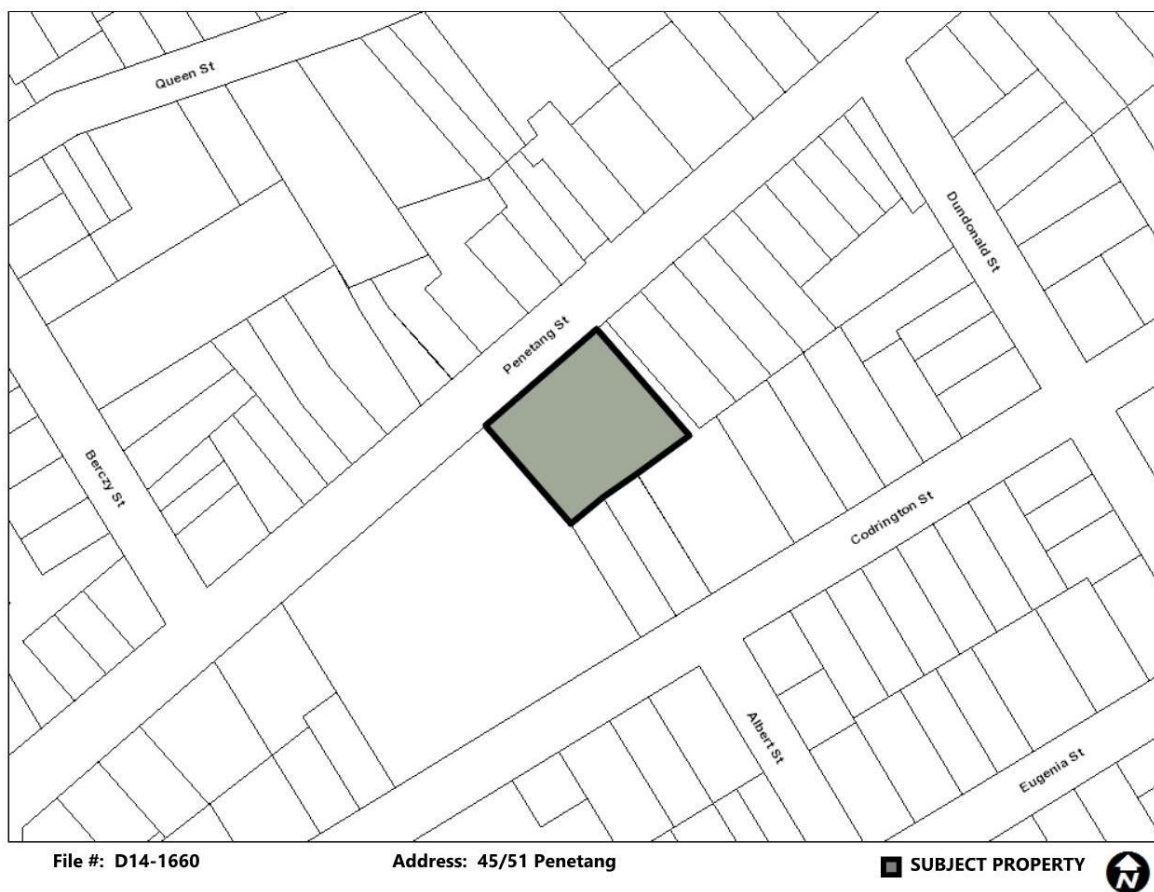 Queen St
Dundonald St
Penetang St
Berczy St
Codrington St
Albert St
Eugenia St
File #: D14-1660 Address: 45/51 Penetang SUBJECT PROPERTY N